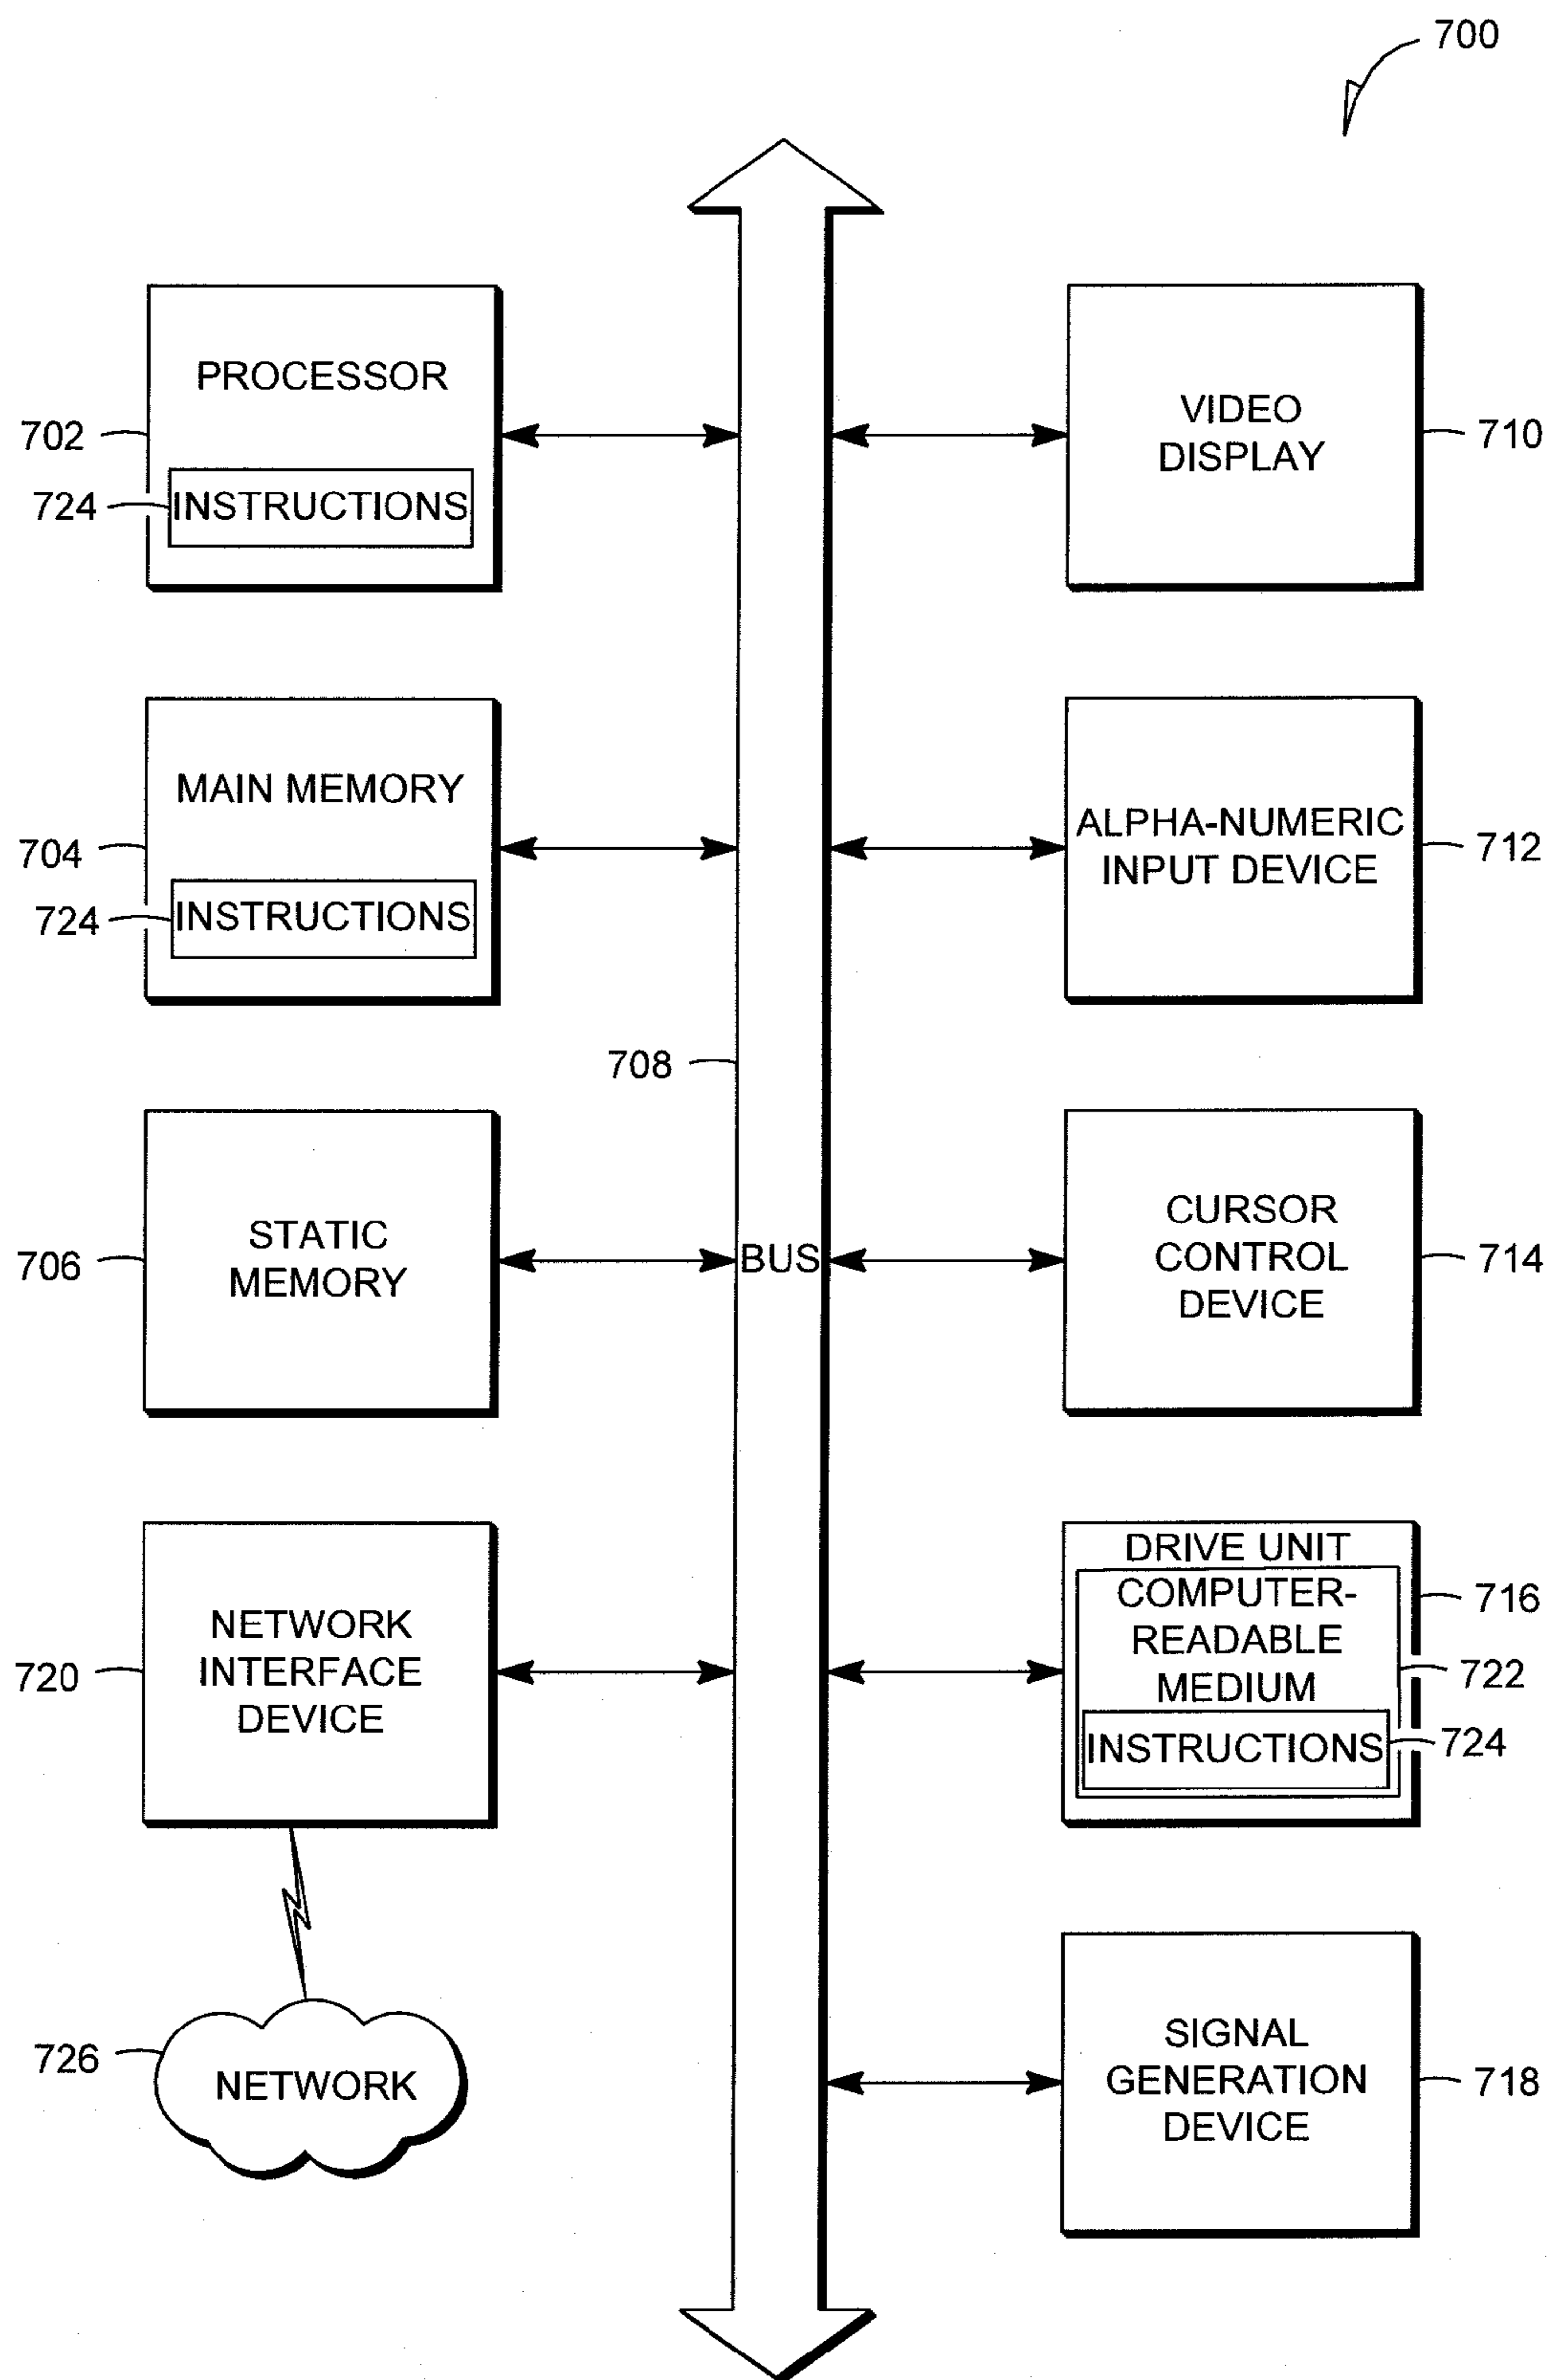 700
PROCESSOR
702
724
INSTRUCTIONS
VIDEO
DISPLAY
710
MAIN MEMORY
704
724
INSTRUCTIONS
ALPHA-NUMERIC
INPUT DEVICE
712
708
STATIC
MEMORY
706
BUS
CURSOR
CONTROL
DEVICE
714
NETWORK
INTERFACE
DEVICE
720
DRIVE UNIT
COMPUTER-
READABLE
MEDIUM
INSTRUCTIONS
716
722
724
726
NETWORK
SIGNAL
GENERATION
DEVICE
718